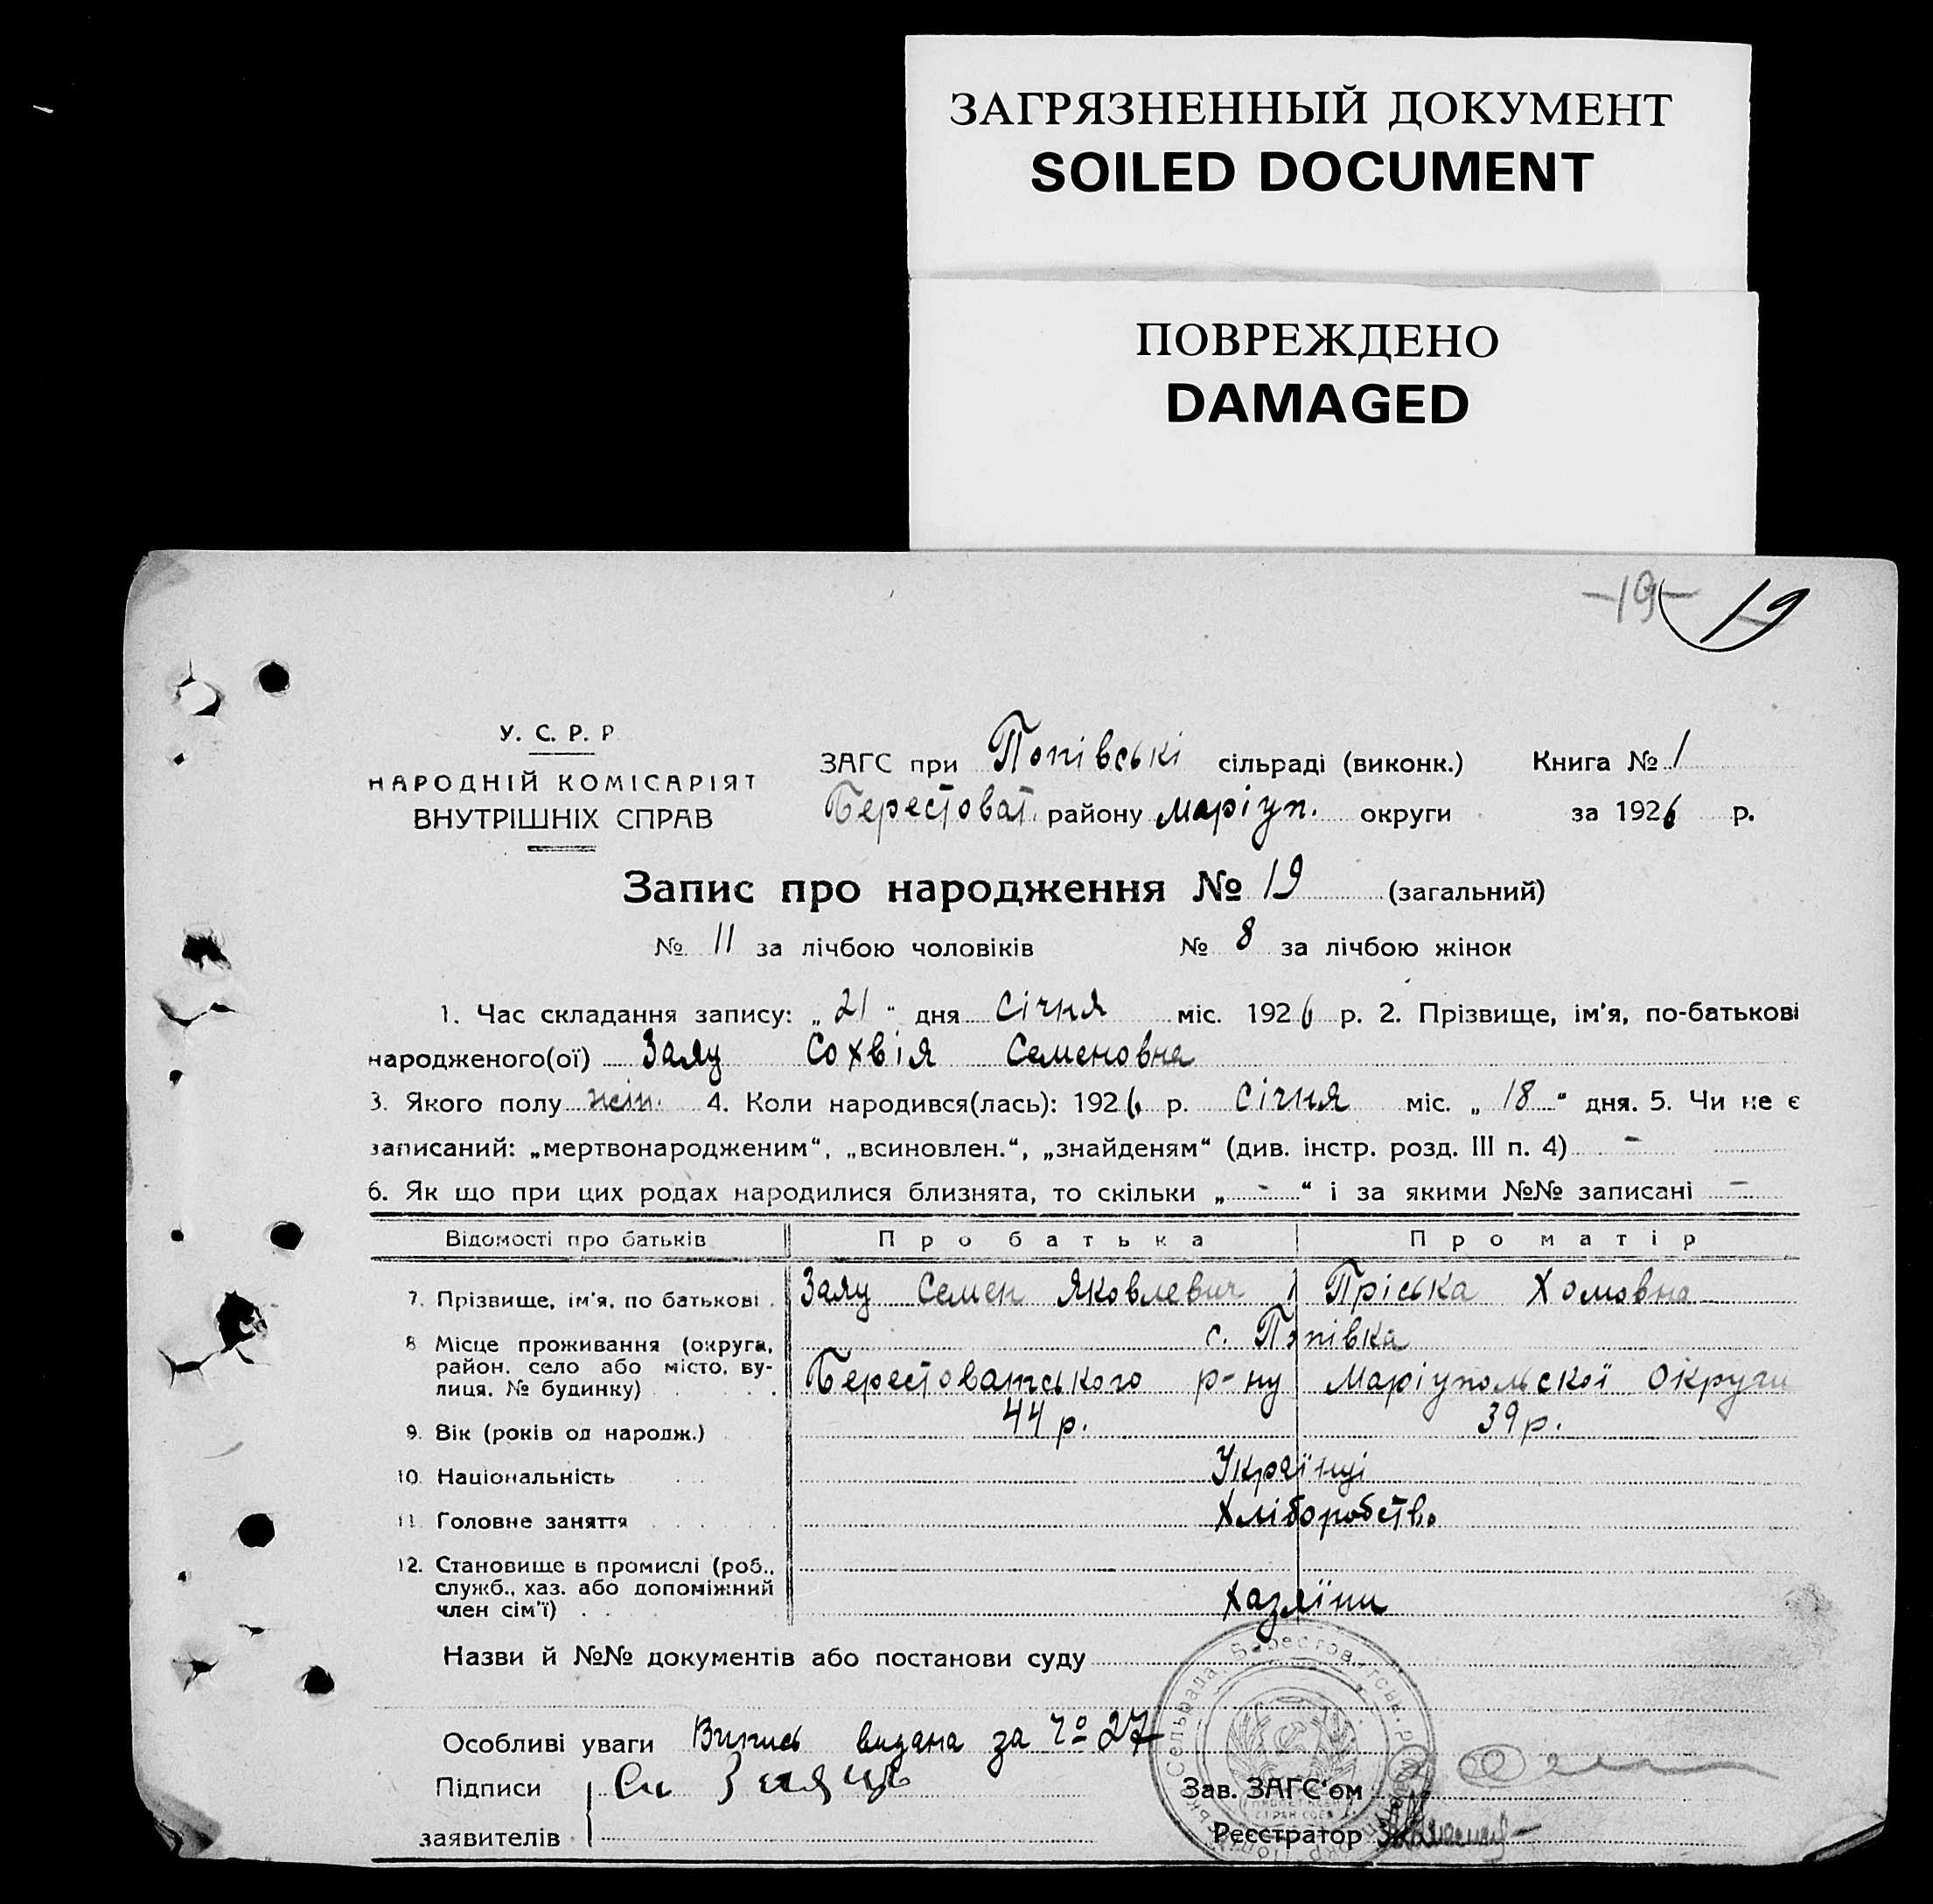 ЗАГРЯЗНЕННЫЙ ДОКУМЕНТ
SOILED DOCUMENT
ПОВРЕЖДЕНО
DAMAGED
-19- 19
У. С. Р. Р
НАРОДНІЙ КОМІСАРІЯТ
ВНУТРІШНІХ СПРАВ
ЗАГС при Попівські сільраді (виконк.) Книга № 1
Берестоват. району Маріуп. округи за 1926 р.
Запис про народження № 19 (загальний)
№ 11 за лічбою чоловіків № 8 за лічбою жінок
1. Час складання запису: „21" дня Січня міс. 1926 р. 2. Прізвище, ім'я, по-батькові
народженого(ої) Заяц Сохвія Семеновна
3. Якого полу жін. 4. Коли народився(лась): 1926 р. Січня міс. „18" дня. 5. Чи не є
записаний: „мертвонародженим", „всиновлен.", „знайденям" (див. інстр. розд. III п. 4) -
6. Як що при цих родах народилися близнята, то скільки „ - " і за якими №№ записані -
Відомості про батьків Про батька Про матір
7. Прізвище, ім'я, по батькові Заяц Семен Яковлевич Пріська Хомовна
8 Місце проживання (округа, район, село або місто, вулиця, № будинку) с. Попівка
Берестоватського р-ну Маріупольскої Округи
9. Вік (років од народж.) 44 р. 39 р.
10. Національність Українці
11. Головне заняття Хліборобство
12. Становище в промислі (роб., служб., хаз. або допоміжний член сім'ї) Хазяїни
Назви й №№ документів або постанови суду
Особливі уваги Випись видана за № 27
Підписи Заяць
заявителів
Зав. ЗАГС'ом
Реєстратор